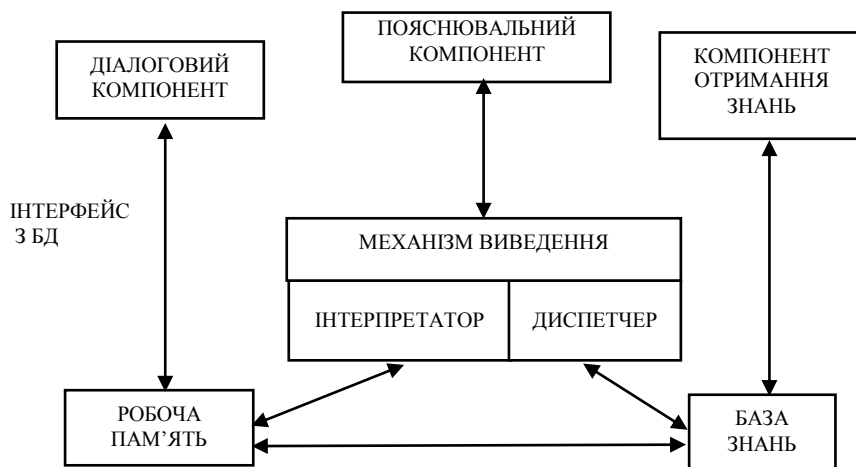 ДІАЛОГОВИЙ
КОМПОНЕНТ
ПОЯСНЮВАЛЬНИЙ
КОМПОНЕНТ
КОМПОНЕНТ
ОТРИМАННЯ
ЗНАНЬ
ІНТЕРФЕЙС
З БД
МЕХАНІЗМ ВИВЕДЕННЯ
ІНТЕРПРЕТАТОР
ДИСПЕТЧЕР
РОБОЧА
ПАМ’ЯТЬ
БАЗА
ЗНАНЬ